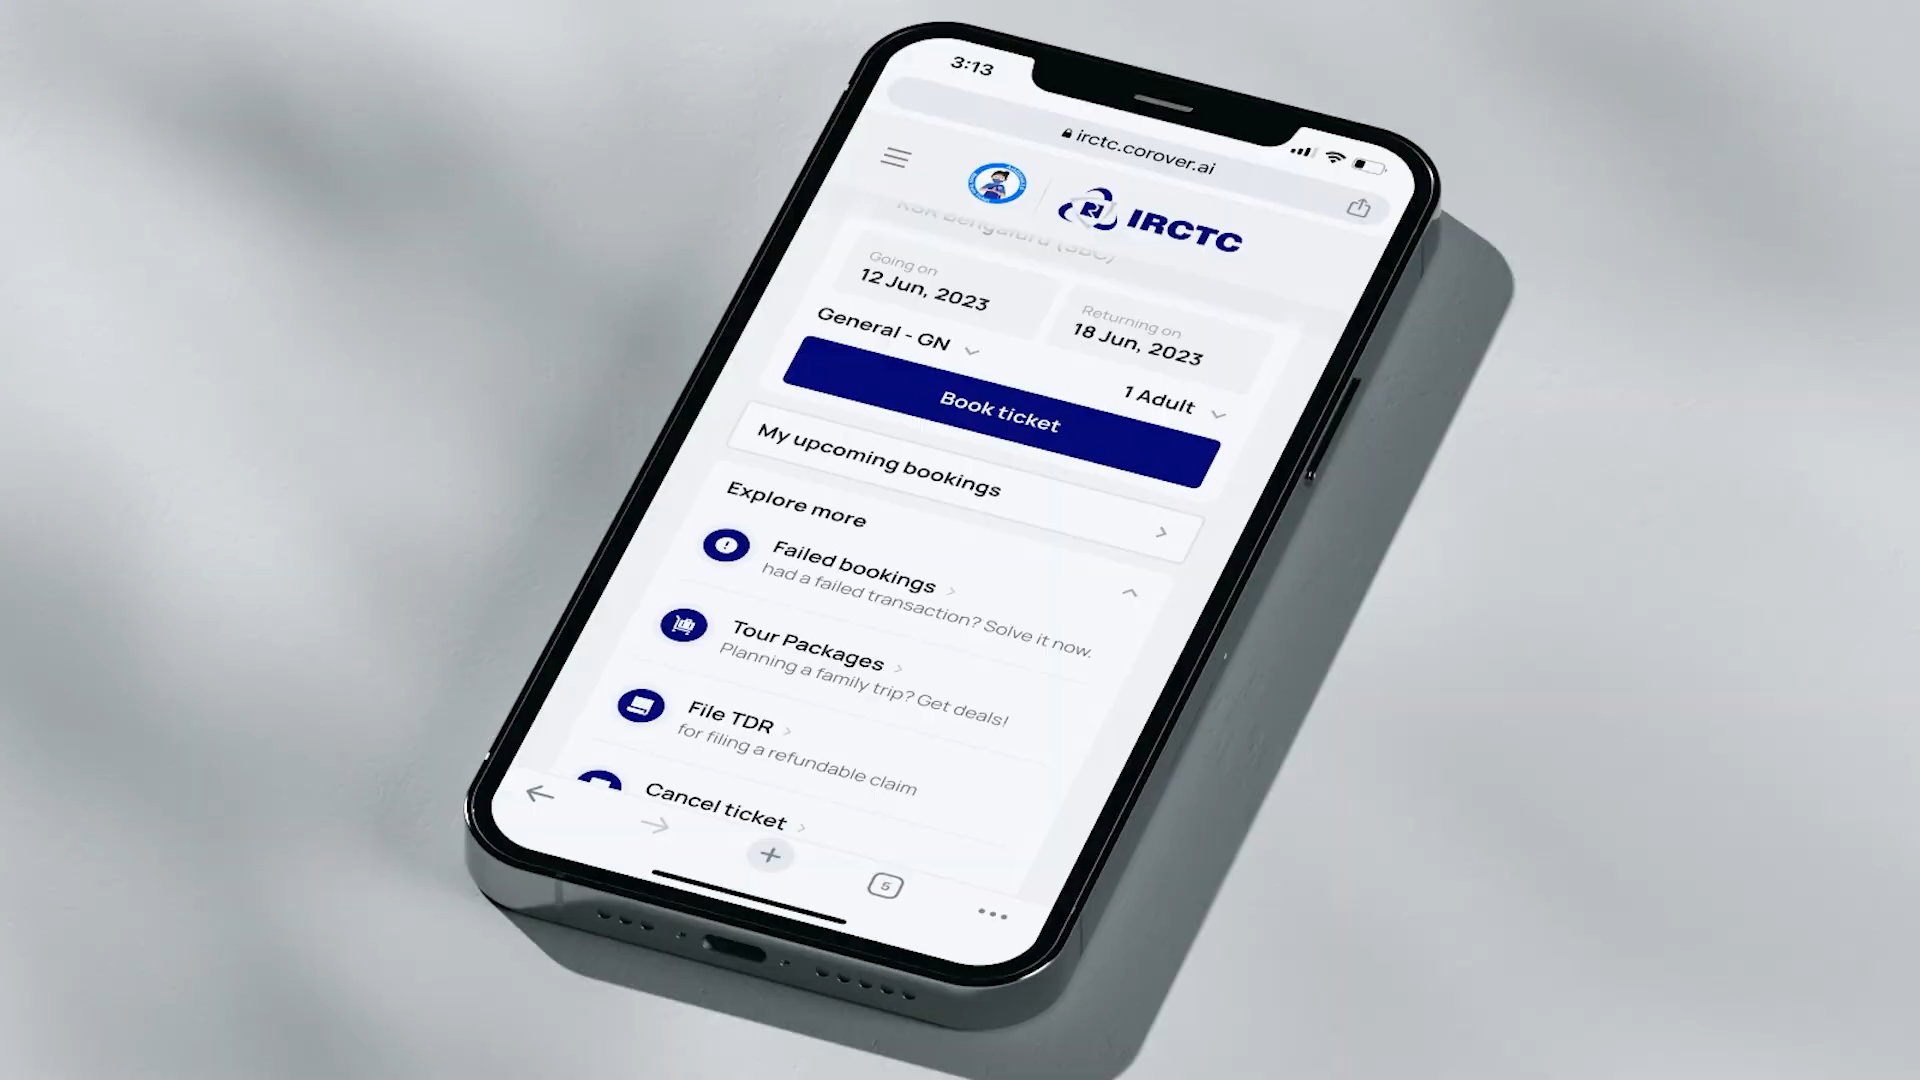 3:13
irctc.corover.ai
IRCTC
KSR Bengaluru (SBC)
Going on
12 Jun, 2023
Returning on
18 Jun, 2023
General - GN
1 Adult
Book ticket
My upcoming bookings
Explore more
Failed bookings
had a failed transaction? Solve it now.
Tour Packages
Planning a family trip? Get deals!
File TDR
for filing a refundable claim
Cancel ticket
5